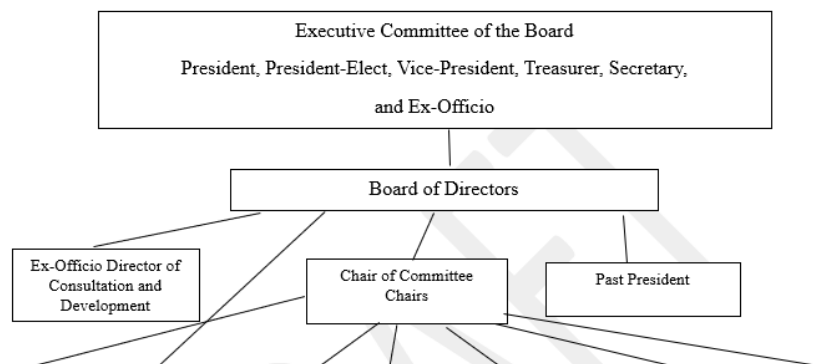 Executive Committee of the Board
President, President-Elect, Vice-President, Treasurer, Secretary,
and Ex-Officio
Board of Directors
Ex-Officio Director of
Consultation and
Development
Chair of Committee
Chairs
Past President